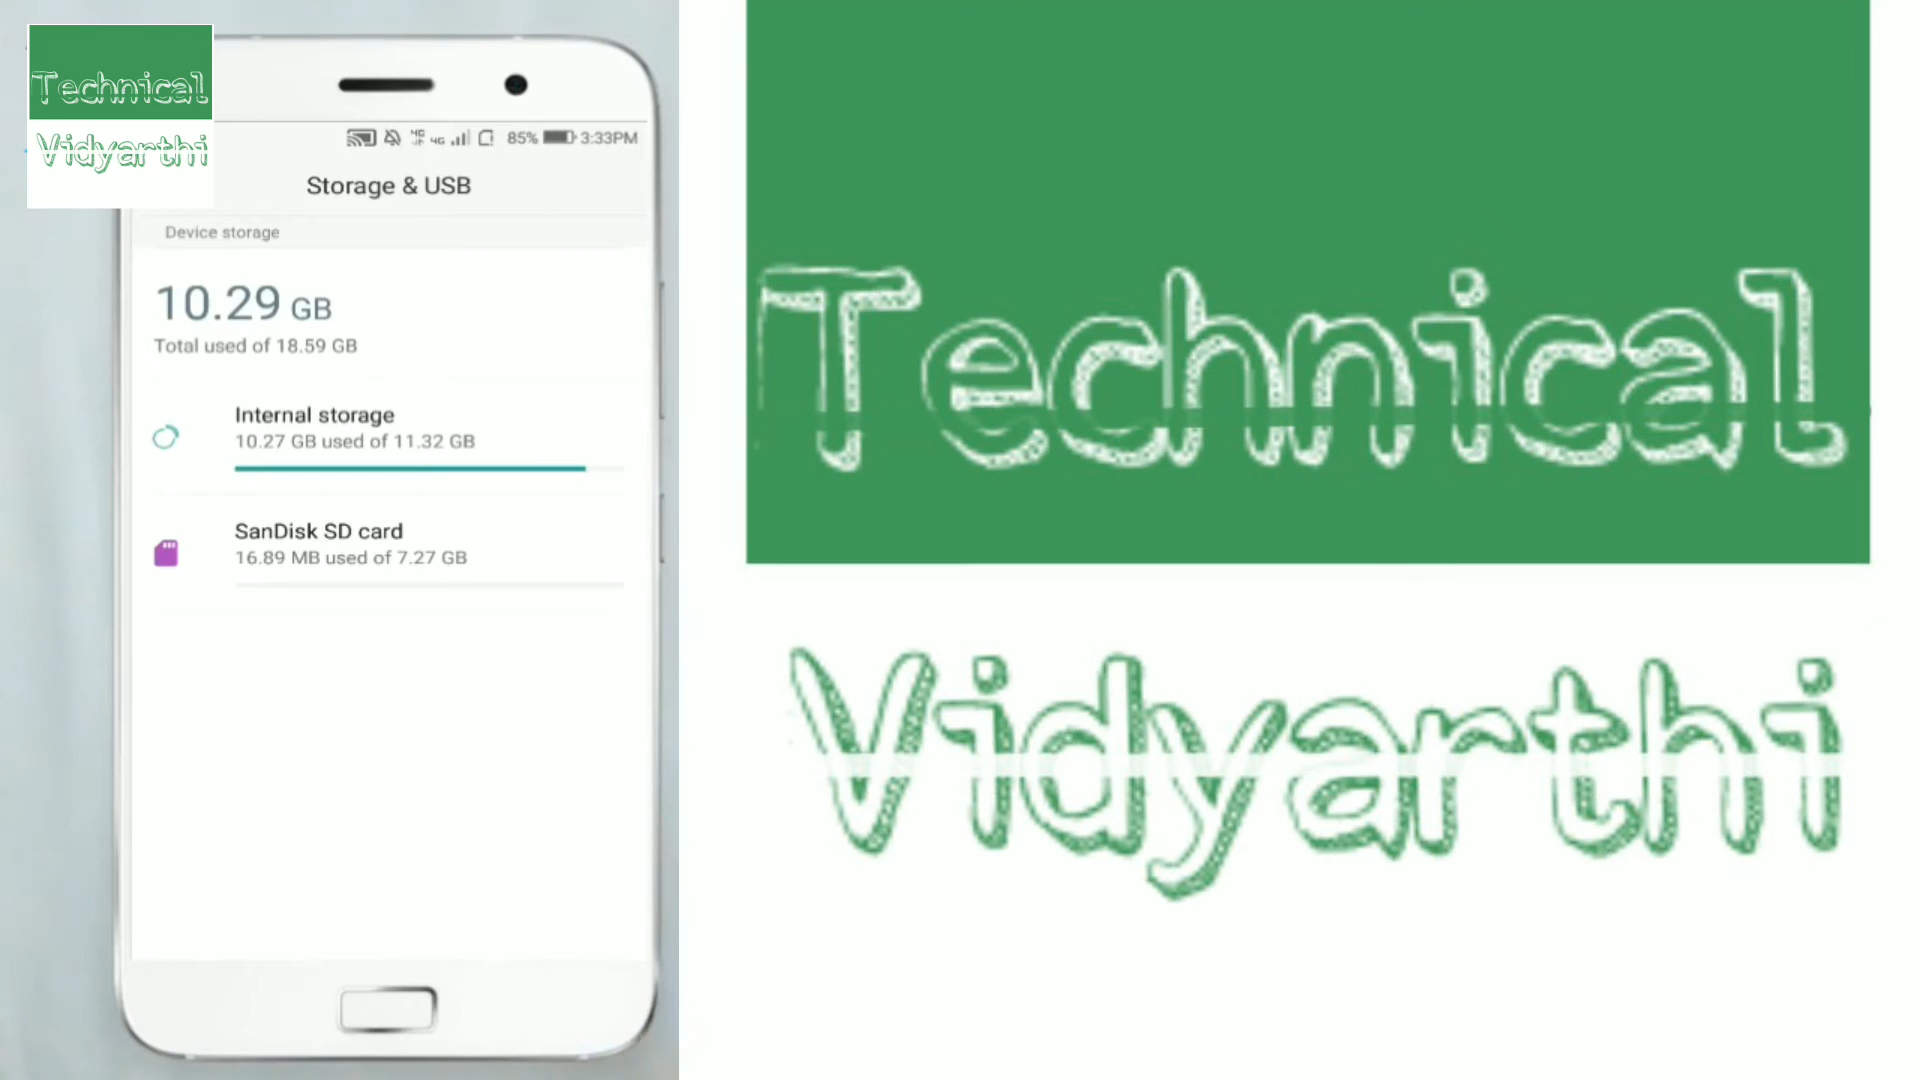 Technical
Vidyarthi
85% 3:33PM
Storage & USB
Device storage
10.29 GB
Total used of 18.59 GB
Internal storage
10.27 GB used of 11.32 GB
SanDisk SD card
16.89 MB used of 7.27 GB
Technical
Vidyarthi